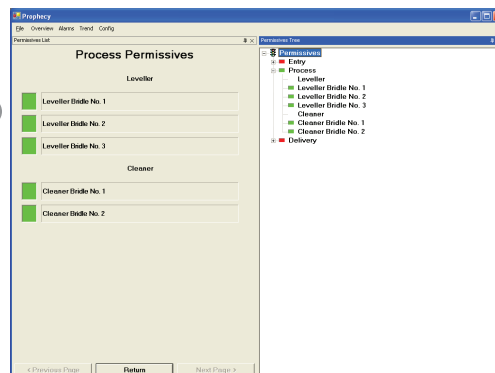 Prophecy
File Overview Alarms Trend Config
Permissives List
Process Permissives
Leveller
Leveller Bridle No. 1
Leveller Bridle No. 2
Leveller Bridle No. 3
Cleaner
Cleaner Bridle No. 1
Cleaner Bridle No. 2
< Previous Page
Return
Next Page >
Permissives Tree
Permissives
Entry
Process
Leveller
Leveller Bridle No. 1
Leveller Bridle No. 2
Leveller Bridle No. 3
Cleaner
Cleaner Bridle No. 1
Cleaner Bridle No. 2
Delivery